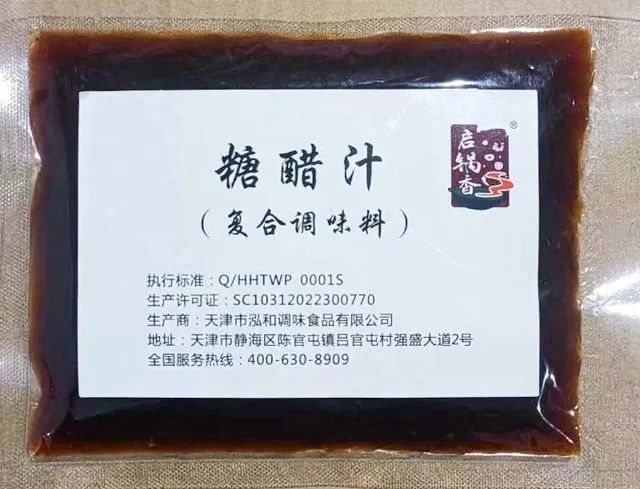 糖醋汁
启锅香
®
（复合调味料）
执行标准：Q/HHTWP 0001S
生产许可证：SC10312022300770
生产商：天津市泓和调味食品有限公司
地址：天津市静海区陈官屯镇吕官屯村强盛大道2号
全国服务热线：400-630-8909